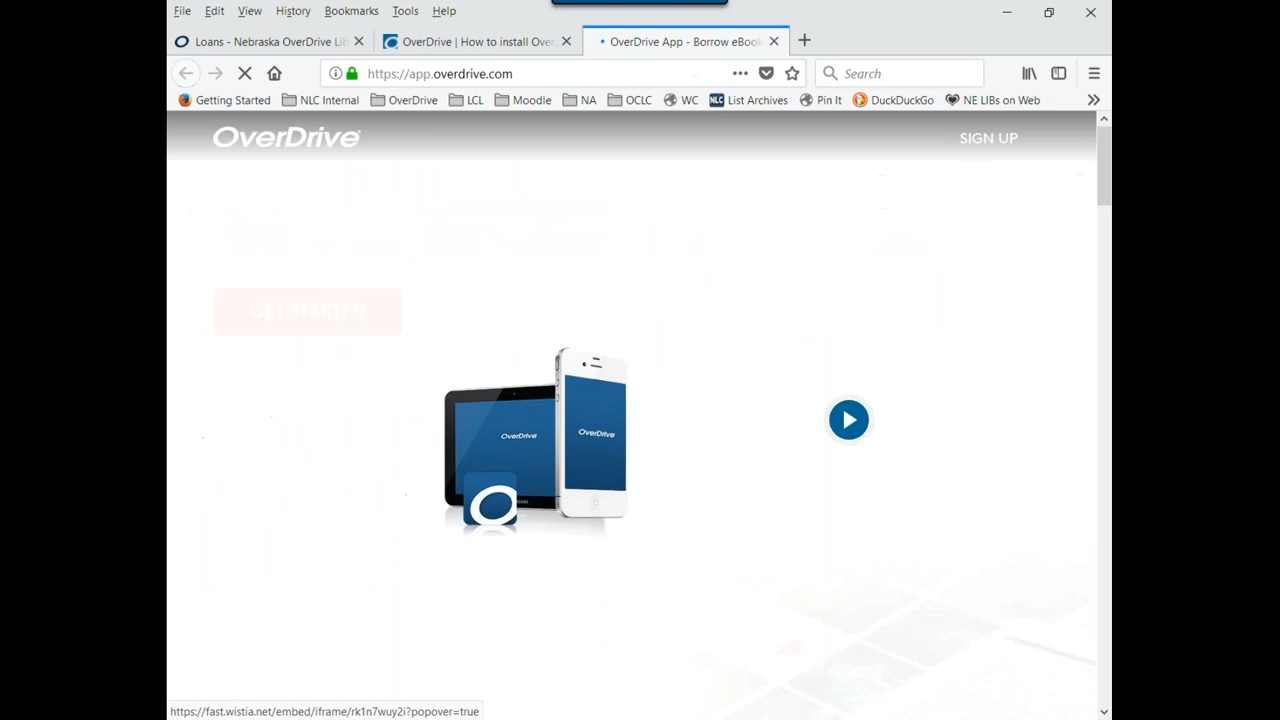 File Edit View History Bookmarks Tools Help
Loans - Nebraska OverDrive Lib
OverDrive | How to install Over
OverDrive App - Borrow eBook
https://app.overdrive.com
Search
Getting Started NLC Internal OverDrive LCL Moodle NA OCLC WC NLC List Archives Pin It DuckDuckGo NE LIBs on Web
OverDrive
SIGN UP
GET STARTED
OverDrive
OverDrive
https://fast.wistia.net/embed/iframe/rk1n7wuy2i?popover=true